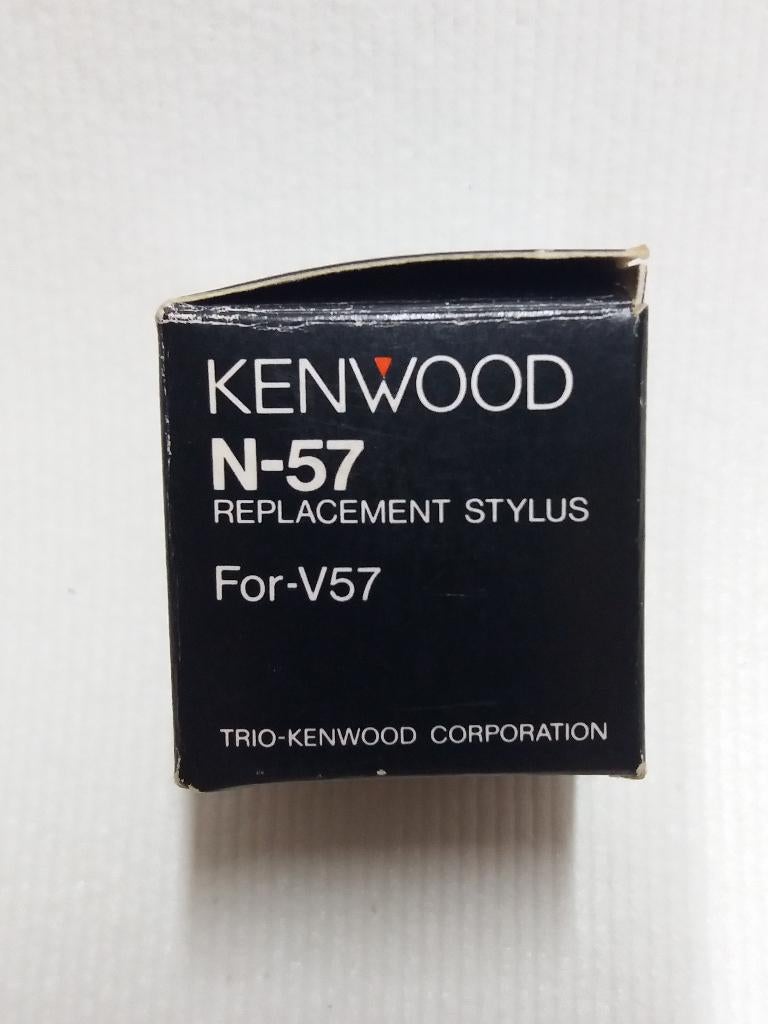 KENWOOD
N-57
REPLACEMENT STYLUS
For-V57
TRIO-KENWOOD CORPORATION